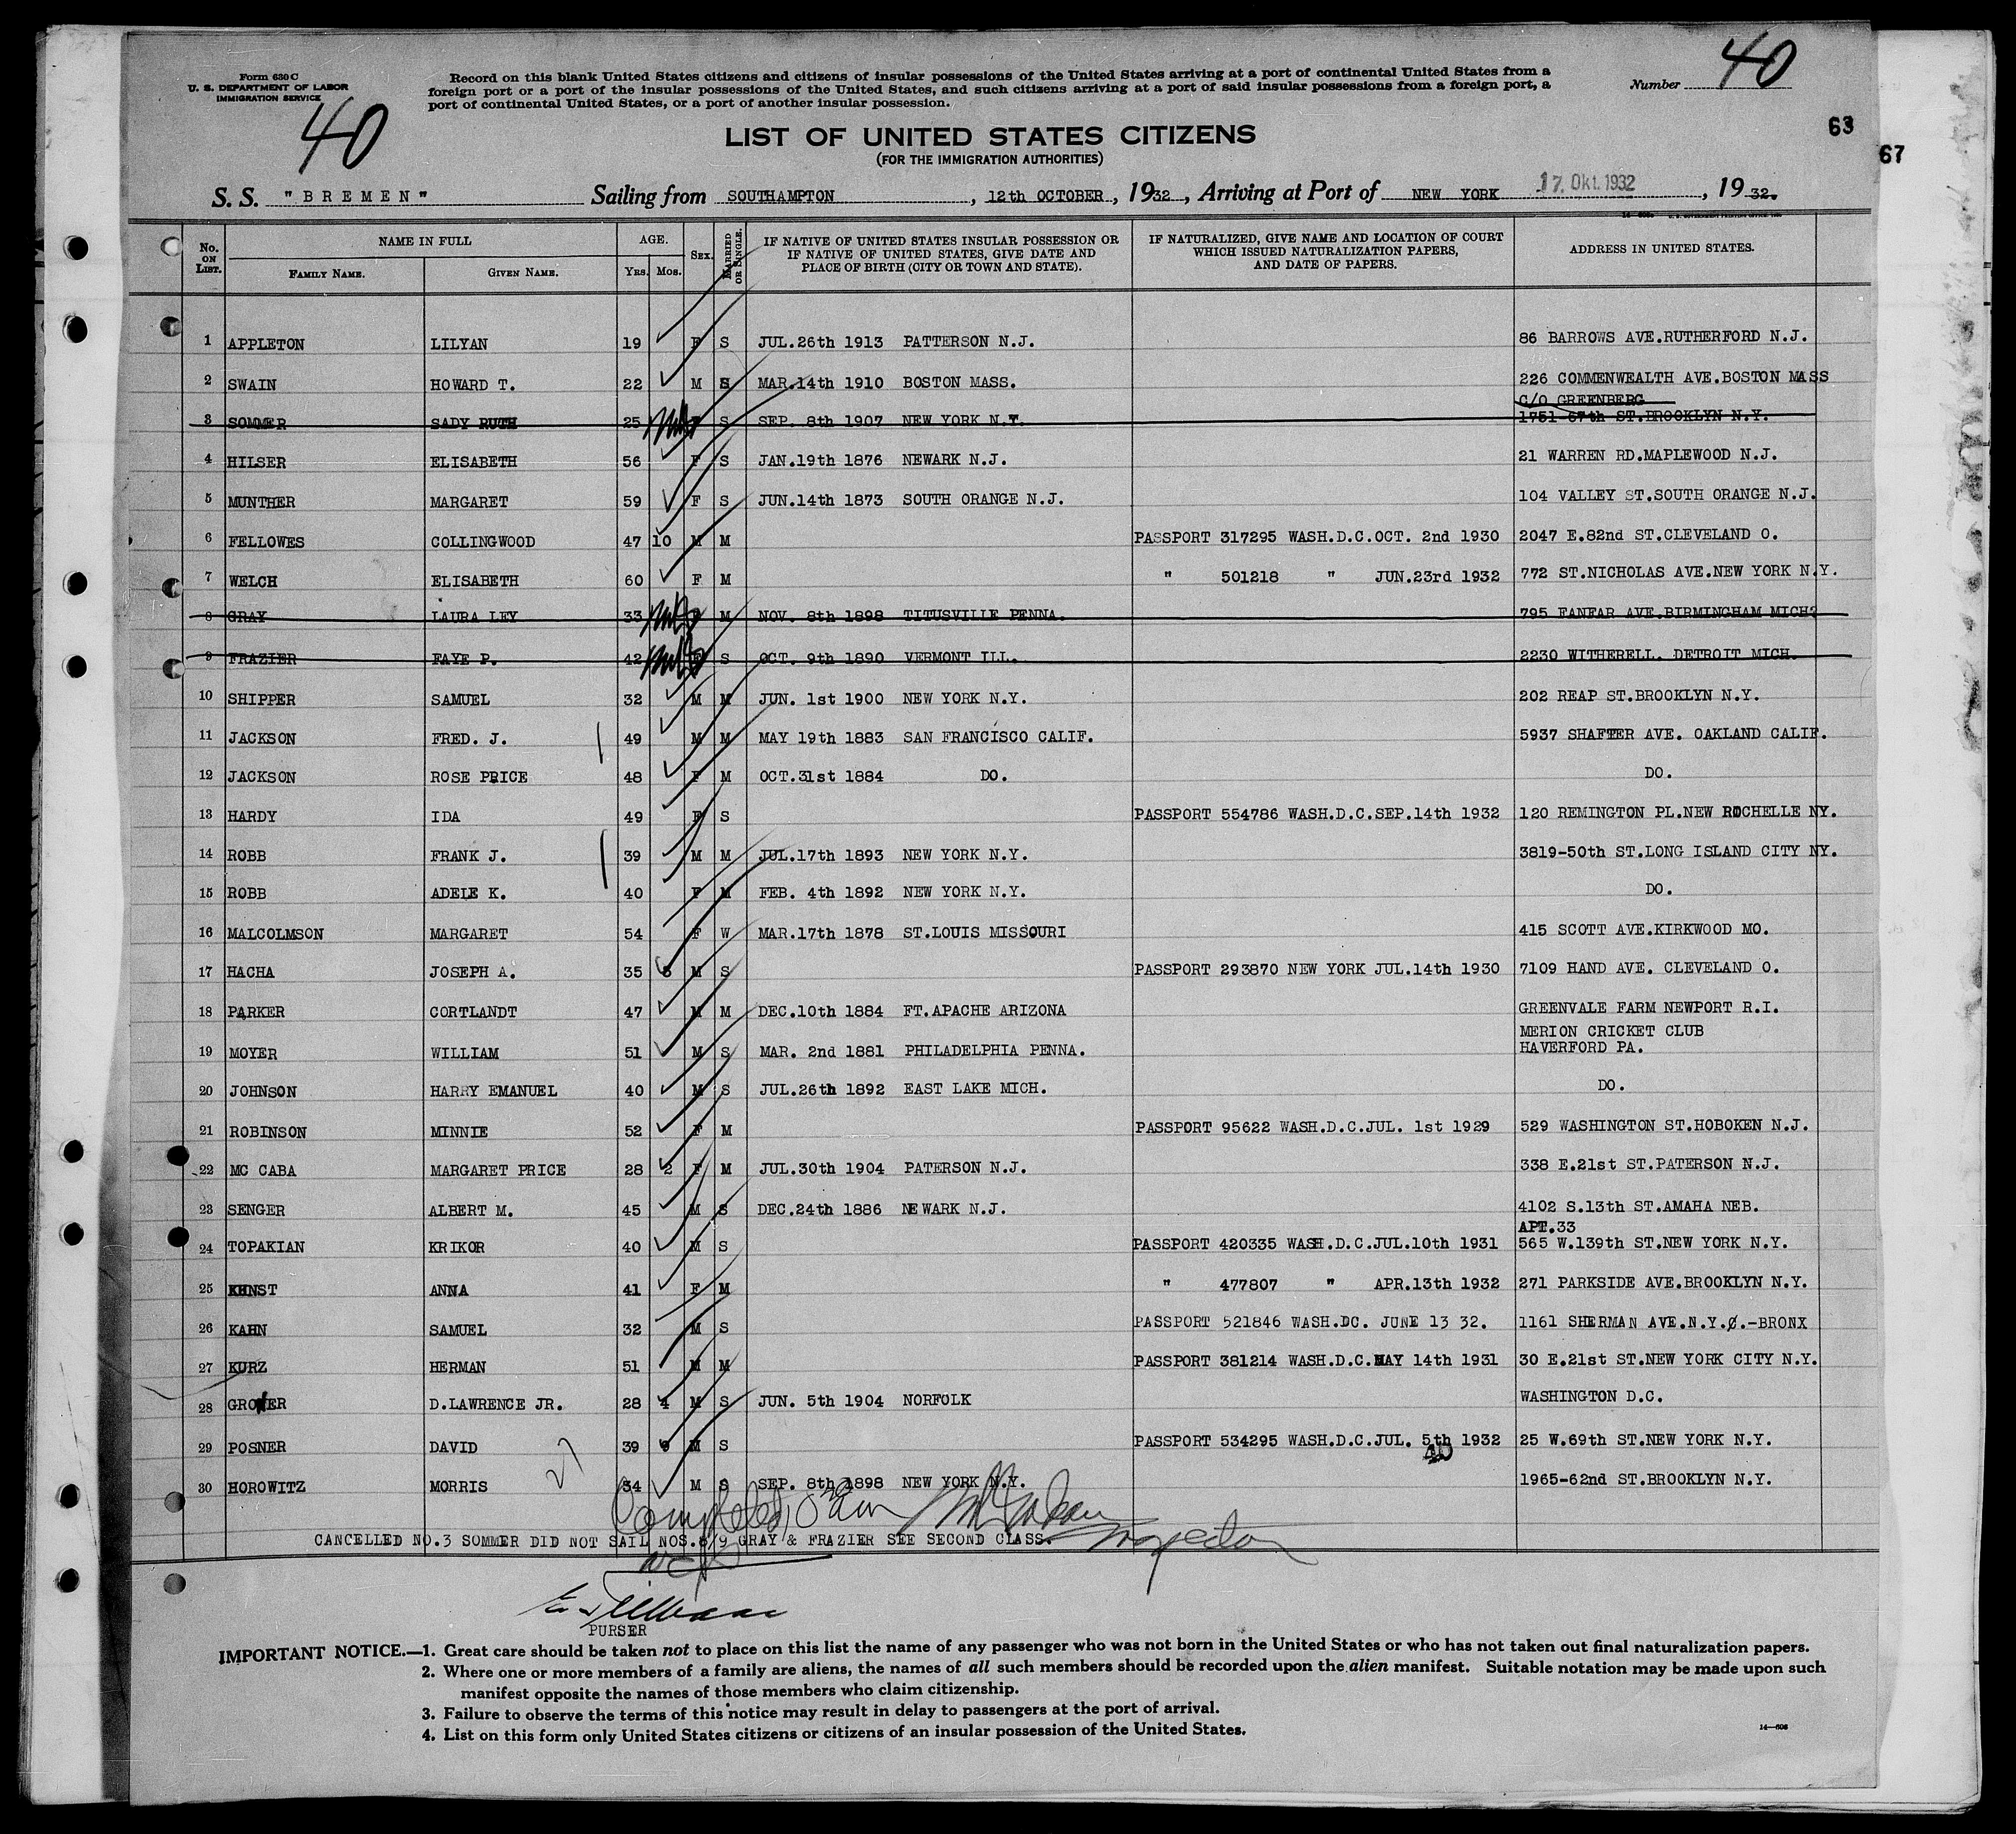 Form 630 C
U. S. DEPARTMENT OF LABOR
IMMIGRATION SERVICE
40
Record on this blank United States citizens and citizens of insular possessions of the United States arriving at a port of continental United States from a
foreign port or a port of the insular possessions of the United States, and such citizens arriving at a port of said insular possessions from a foreign port, a
port of continental United States, or a port of another insular possession.
Number 40
63
67
LIST OF UNITED STATES CITIZENS
(FOR THE IMMIGRATION AUTHORITIES)
S. S. "BREMEN" Sailing from SOUTHAMPTON, 12th OCTOBER, 1932, Arriving at Port of NEW YORK 17. Okt. 1932, 1932.
No. ON LIST. NAME IN FULL FAMILY NAME. GIVEN NAME. AGE. YRS. MOS. SEX. MARRIED OR SINGLE. IF NATIVE OF UNITED STATES INSULAR POSSESSION OR IF NATIVE OF UNITED STATES, GIVE DATE AND PLACE OF BIRTH (CITY OR TOWN AND STATE). IF NATURALIZED, GIVE NAME AND LOCATION OF COURT WHICH ISSUED NATURALIZATION PAPERS, AND DATE OF PAPERS. ADDRESS IN UNITED STATES.
1 APPLETON LILYAN 19 F S JUL.26th 1913 PATTERSON N.J. 86 BARROWS AVE.RUTHERFORD N.J.
2 SWAIN HOWARD T. 22 M S MAR.14th 1910 BOSTON MASS. 226 COMMENWEALTH AVE.BOSTON MASS
C/O GREENBERG
3 SOMMER SADY RUTH 25 F S SEP. 8th 1907 NEW YORK N.Y. 1751-67th ST.BROOKLYN N.Y.
4 HILSER ELISABETH 56 F S JAN.19th 1876 NEWARK N.J. 21 WARREN RD.MAPLEWOOD N.J.
5 MUNTHER MARGARET 59 F S JUN.14th 1873 SOUTH ORANGE N.J. 104 VALLEY ST.SOUTH ORANGE N.J.
6 FELLOWES COLLINGWOOD 47 10 M M PASSPORT 317295 WASH.D.C.OCT. 2nd 1930 2047 E.82nd ST.CLEVELAND O.
7 WELCH ELISABETH 60 F M " 501218 " JUN.23rd 1932 772 ST.NICHOLAS AVE.NEW YORK N.Y.
8 GRAY LAURA LEY 33 F M NOV. 8th 1898 TITUSVILLE PENNA. 795 FANFAR AVE.BIRMINGHAM MICH?
9 FRAZIER FAYE P. 42 F S OCT. 9th 1890 VERMONT ILL. 2230 WITHERELL. DETROIT MICH.
10 SHIPPER SAMUEL 32 M M JUN. 1st 1900 NEW YORK N.Y. 202 REAP ST.BROOKLYN N.Y.
11 JACKSON FRED. J. 49 M M MAY 19th 1883 SAN FRANCISCO CALIF. 5937 SHAFTER AVE. OAKLAND CALIF.
12 JACKSON ROSE PRICE 48 F M OCT.31st 1884 DO. DO.
13 HARDY IDA 49 F S PASSPORT 554786 WASH.D.C.SEP.14th 1932 120 REMINGTON PL.NEW ROCHELLE NY.
14 ROBB FRANK J. 39 M M JUL.17th 1893 NEW YORK N.Y. 3819-50th ST.LONG ISLAND CITY NY.
15 ROBB ADELE K. 40 F M FEB. 4th 1892 NEW YORK N.Y. DO.
16 MALCOLMSON MARGARET 54 F W MAR.17th 1878 ST.LOUIS MISSOURI 415 SCOTT AVE.KIRKWOOD MO.
17 HACHA JOSEPH A. 35 5 M S PASSPORT 293870 NEW YORK JUL.14th 1930 7109 HAND AVE. CLEVELAND O.
18 PARKER CORTLANDT 47 M M DEC.10th 1884 FT.APACHE ARIZONA GREENVALE FARM NEWPORT R.I.
MERION CRICKET CLUB
19 MOYER WILLIAM 51 M S MAR. 2nd 1881 PHILADELPHIA PENNA. HAVERFORD PA.
20 JOHNSON HARRY EMANUEL 40 M S JUL.26th 1892 EAST LAKE MICH. DO.
21 ROBINSON MINNIE 52 F M PASSPORT 95622 WASH.D.C.JUL. 1st 1929 529 WASHINGTON ST.HOBOKEN N.J.
22 MC CABA MARGARET PRICE 28 2 F M JUL.30th 1904 PATERSON N.J. 338 E.21st ST.PATERSON N.J.
23 SENGER ALBERT M. 45 M S DEC.24th 1886 NEWARK N.J. 4102 S.13th ST.AMAHA NEB.
APT.33
24 TOPAKIAN KRIKOR 40 M S PASSPORT 420335 WASH.D.C.JUL.10th 1931 565 W.139th ST.NEW YORK N.Y.
25 ANNA 41 F M " 477807 " APR.13th 1932 271 PARKSIDE AVE.BROOKLYN N.Y.
26 KAHN SAMUEL 32 M S PASSPORT 521846 WASH.DC. JUNE 13 32. 1161 SHERMAN AVE.N.Y.C.-BRONX
27 KURZ HERMAN 51 M M PASSPORT 381214 WASH.D.C.MAY 14th 1931 30 E.21st ST.NEW YORK CITY N.Y.
28 D.LAWRENCE JR. 28 4 M S JUN. 5th 1904 NORFOLK WASHINGTON D.C.
29 POSNER DAVID 39 9 M S PASSPORT 534295 WASH.D.C.JUL. 5th 1932 25 W.69th ST.NEW YORK N.Y.
30 HOROWITZ MORRIS 34 M S SEP. 8th 1898 NEW YORK N.Y. 1965-62nd ST.BROOKLYN N.Y.
Completed
Inspector
CANCELLED NO.3 SOMMER DID NOT SAIL NOS.8/9 GRAY & FRAZIER SEE SECOND CLASS.
PURSER
IMPORTANT NOTICE.—1. Great care should be taken not to place on this list the name of any passenger who was not born in the United States or who has not taken out final naturalization papers.
2. Where one or more members of a family are aliens, the names of all such members should be recorded upon the alien manifest. Suitable notation may be made upon such
manifest opposite the names of those members who claim citizenship.
3. Failure to observe the terms of this notice may result in delay to passengers at the port of arrival.
4. List on this form only United States citizens or citizens of an insular possession of the United States.